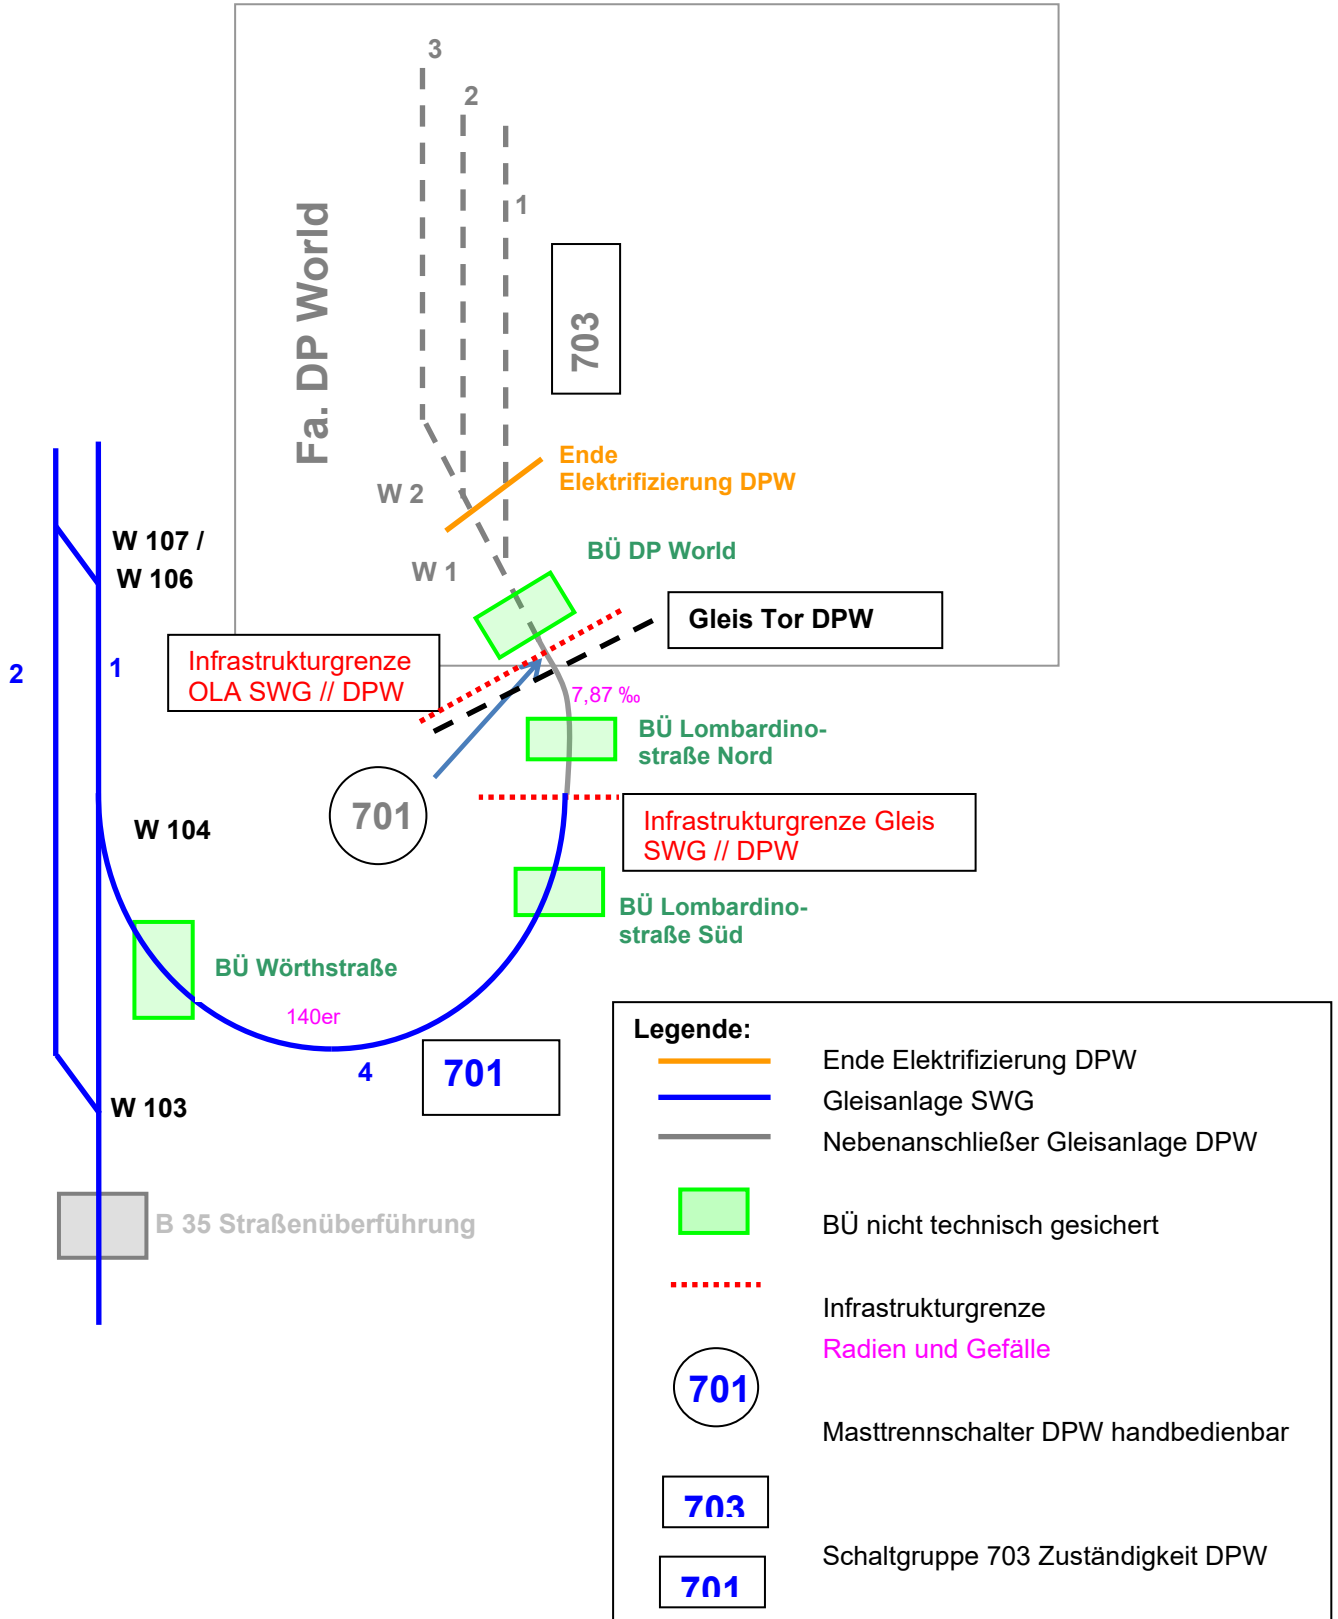 3
2
1
Fa. DP World
703
Ende
Elektrifizierung DPW
W 2
W 107 /
W 106
BÜ DP World
W 1
Gleis Tor DPW
Infrastrukturgrenze
OLA SWG // DPW
2
1
7,87 ‰
BÜ Lombardino-
straße Nord
701
W 104
Infrastrukturgrenze Gleis
SWG // DPW
BÜ Lombardino-
straße Süd
BÜ Wörthstraße
140er
4
701
W 103
B 35 Straßenüberführung
Legende:
Ende Elektrifizierung DPW
Gleisanlage SWG
Nebenanschließer Gleisanlage DPW
BÜ nicht technisch gesichert
Infrastrukturgrenze
Radien und Gefälle
701
Masttrennschalter DPW handbedienbar
703
Schaltgruppe 703 Zuständigkeit DPW
701